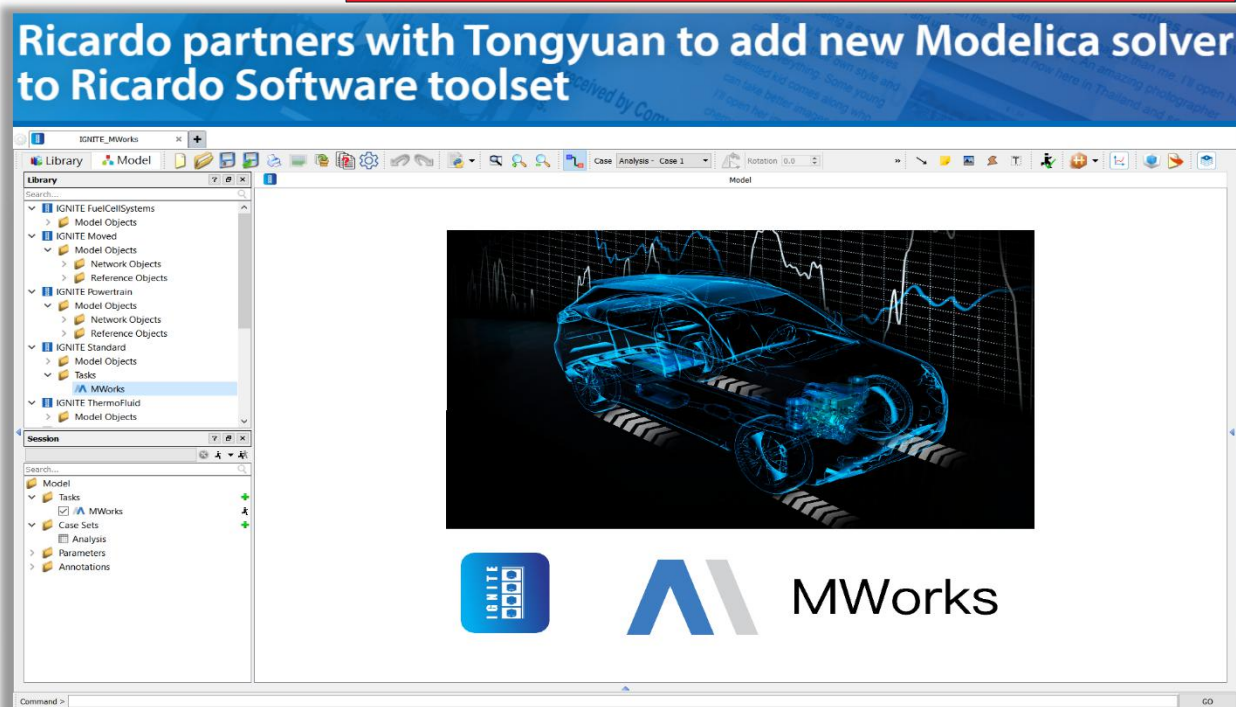 Ricardo partners with Tongyuan to add new Modelica solver
to Ricardo Software toolset
IGNITE_MWorks
Library
Model
Case
Analysis - Case 1
Rotation
0.0
Library
Search...
IGNITE FuelCellSystems
Model Objects
IGNITE Moved
Model Objects
Network Objects
Reference Objects
IGNITE Powertrain
Model Objects
Network Objects
Reference Objects
IGNITE Standard
Model Objects
Tasks
MWorks
IGNITE ThermoFluid
Model Objects
Session
Search...
Model
Tasks
MWorks
Case Sets
Analysis
Parameters
Annotations
Model
IGNITE
MWorks
Command >
GO